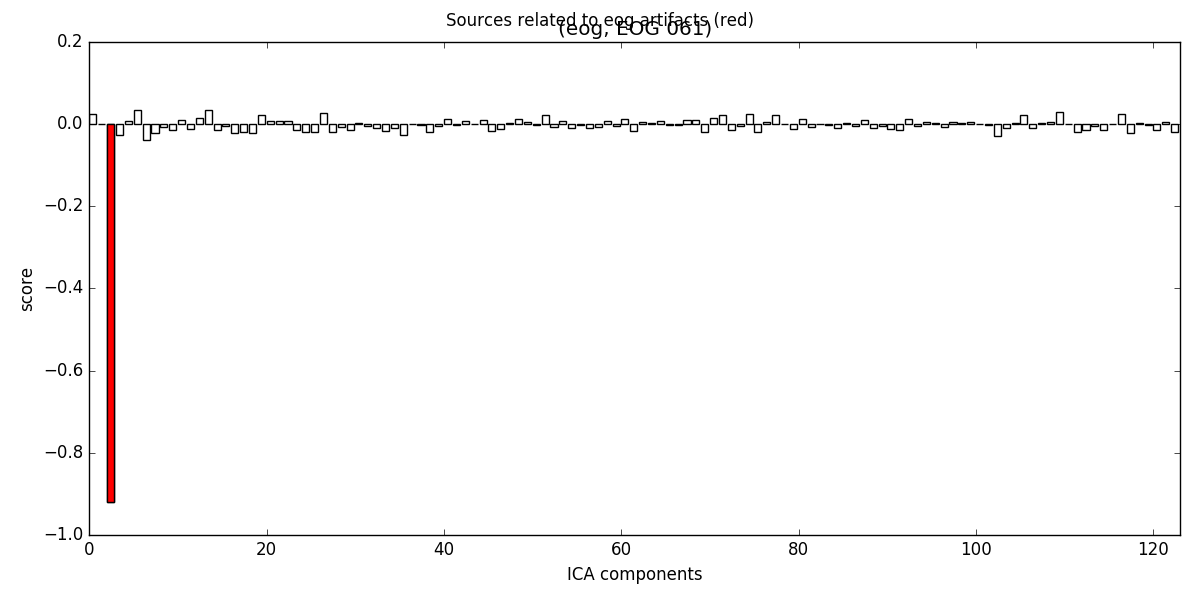 Sources related to eog artifacts (red)
(eog, EOG 061)
0.2
0.0
−0.2
−0.4
−0.6
−0.8
−1.0
score
0 20 40 60 80 100 120
ICA components